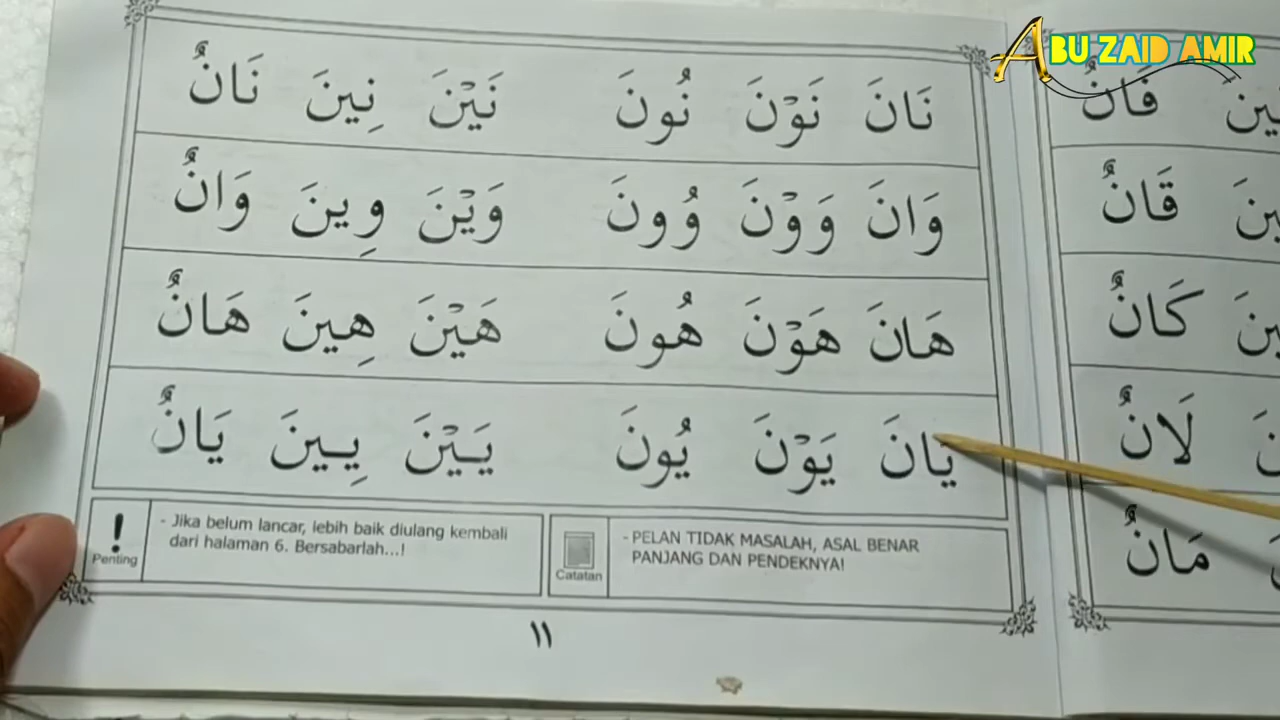 ABU ZAID AMIR
نَانَ نَوْنَ نُونَ نَيْنَ نِينَ نَانٌ
وَانَ وَوْنَ وُونَ وَيْنَ وِينَ وَانٌ
هَانَ هَوْنَ هُونَ هَيْنَ هِينَ هَانٌ
يَانَ يَوْنَ يُونَ يَيْنَ يِينَ يَانٌ
! Penting
- Jika belum lancar, lebih baik diulang kembali
dari halaman 6. Bersabarlah...!
Catatan
- PELAN TIDAK MASALAH, ASAL BENAR
PANJANG DAN PENDEKNYA!
١١
فَانٌ
قَانٌ
كَانٌ
لَانٌ
مَانٌ